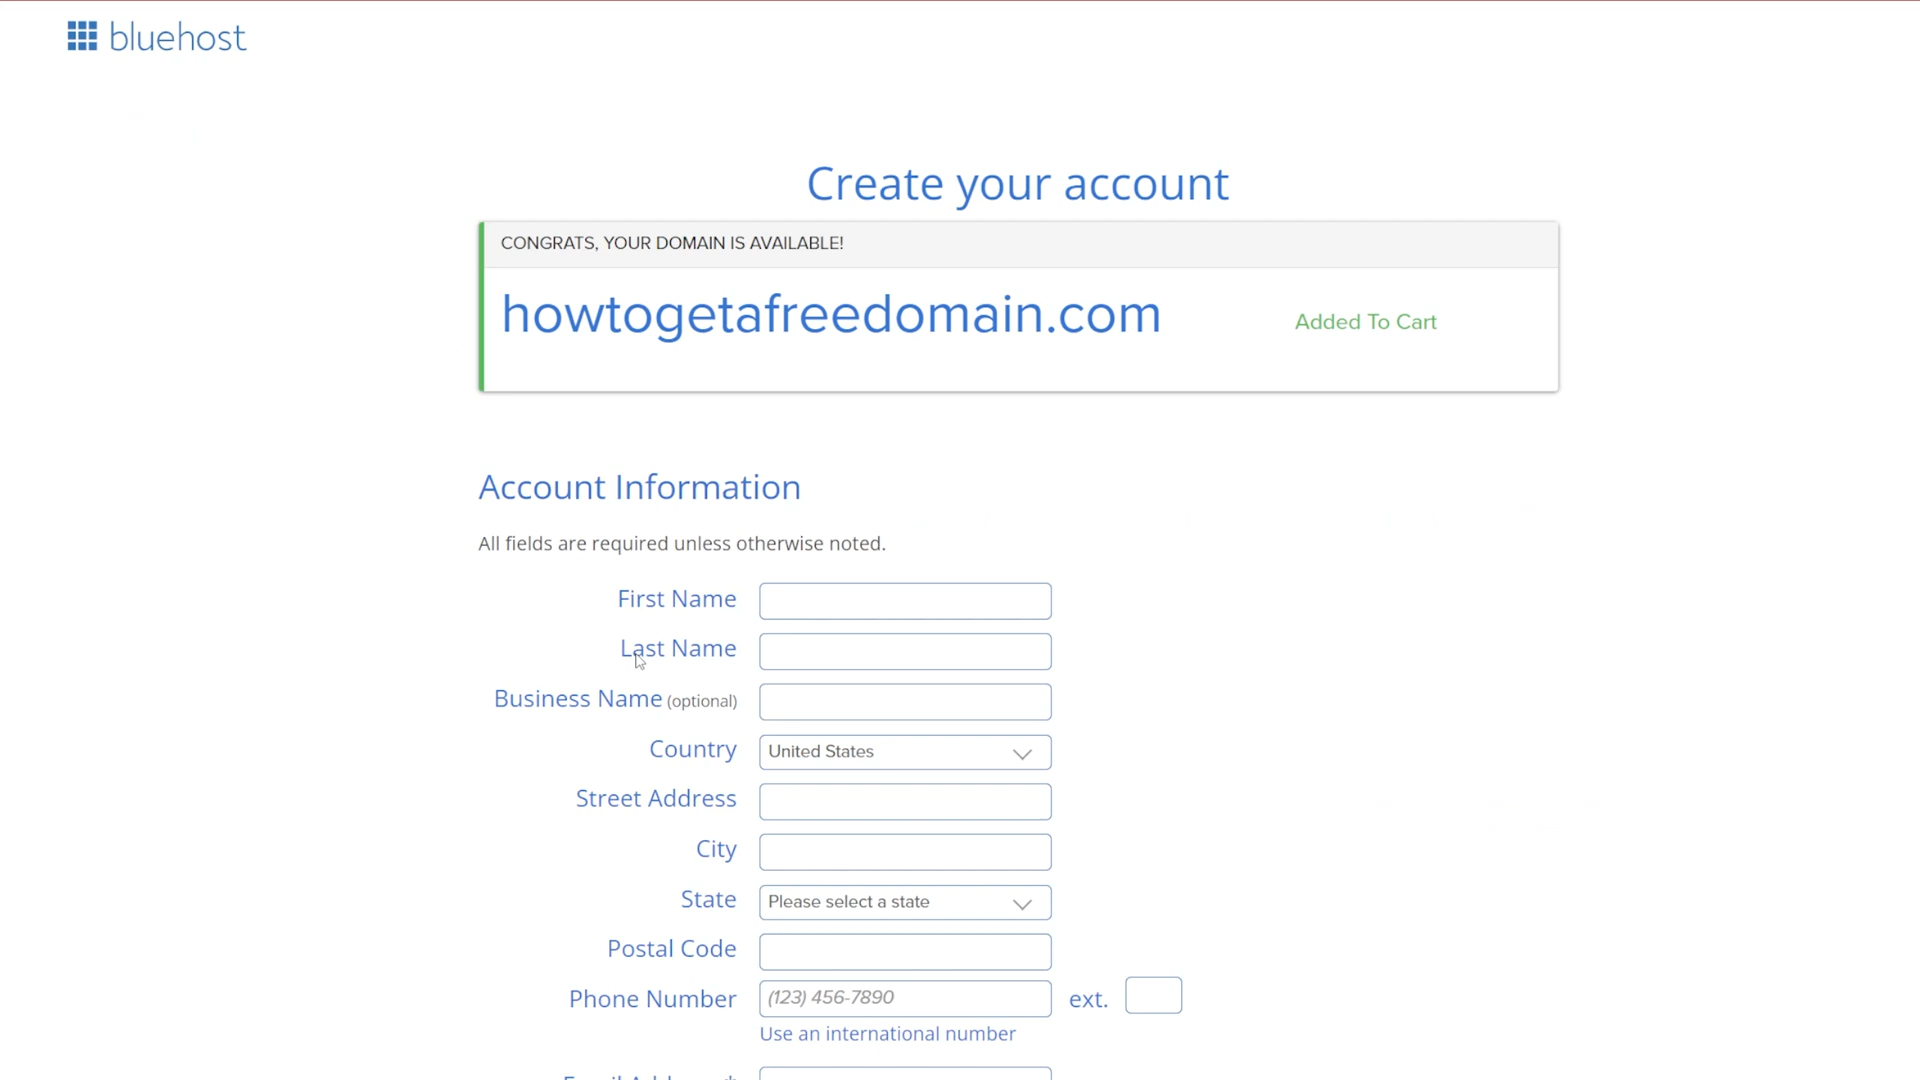 bluehost
Create your account
CONGRATS, YOUR DOMAIN IS AVAILABLE!
howtogetafreedomain.com
Added To Cart
Account Information
All fields are required unless otherwise noted.
First Name
Last Name
Business Name (optional)
Country United States
Street Address
City
State Please select a state
Postal Code
Phone Number (123) 456-7890 ext.
Use an international number